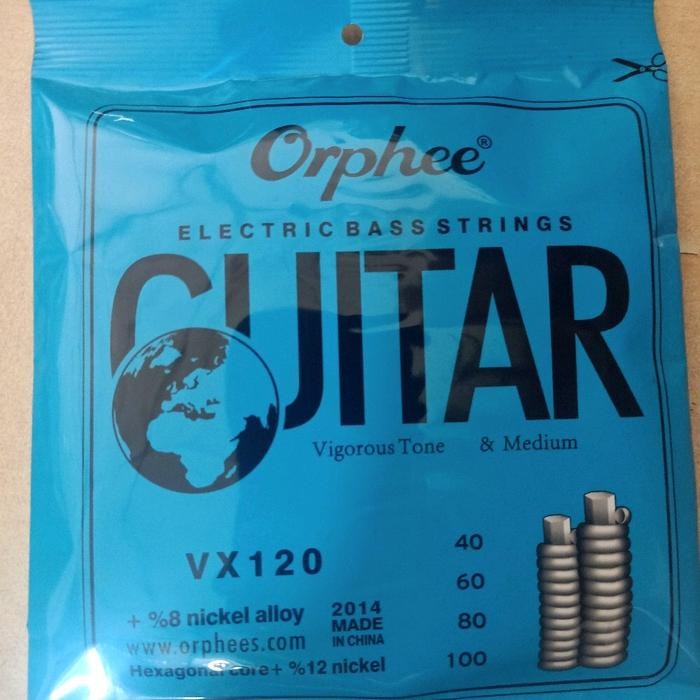 Orphee®
ELECTRIC BASS STRINGS
GUITAR
Vigorous Tone & Medium
VX120
40
60
80
100
+ %8 nickel alloy
2014
MADE
IN CHINA
www.orphees.com
Hexagonal core+ %12 nickel